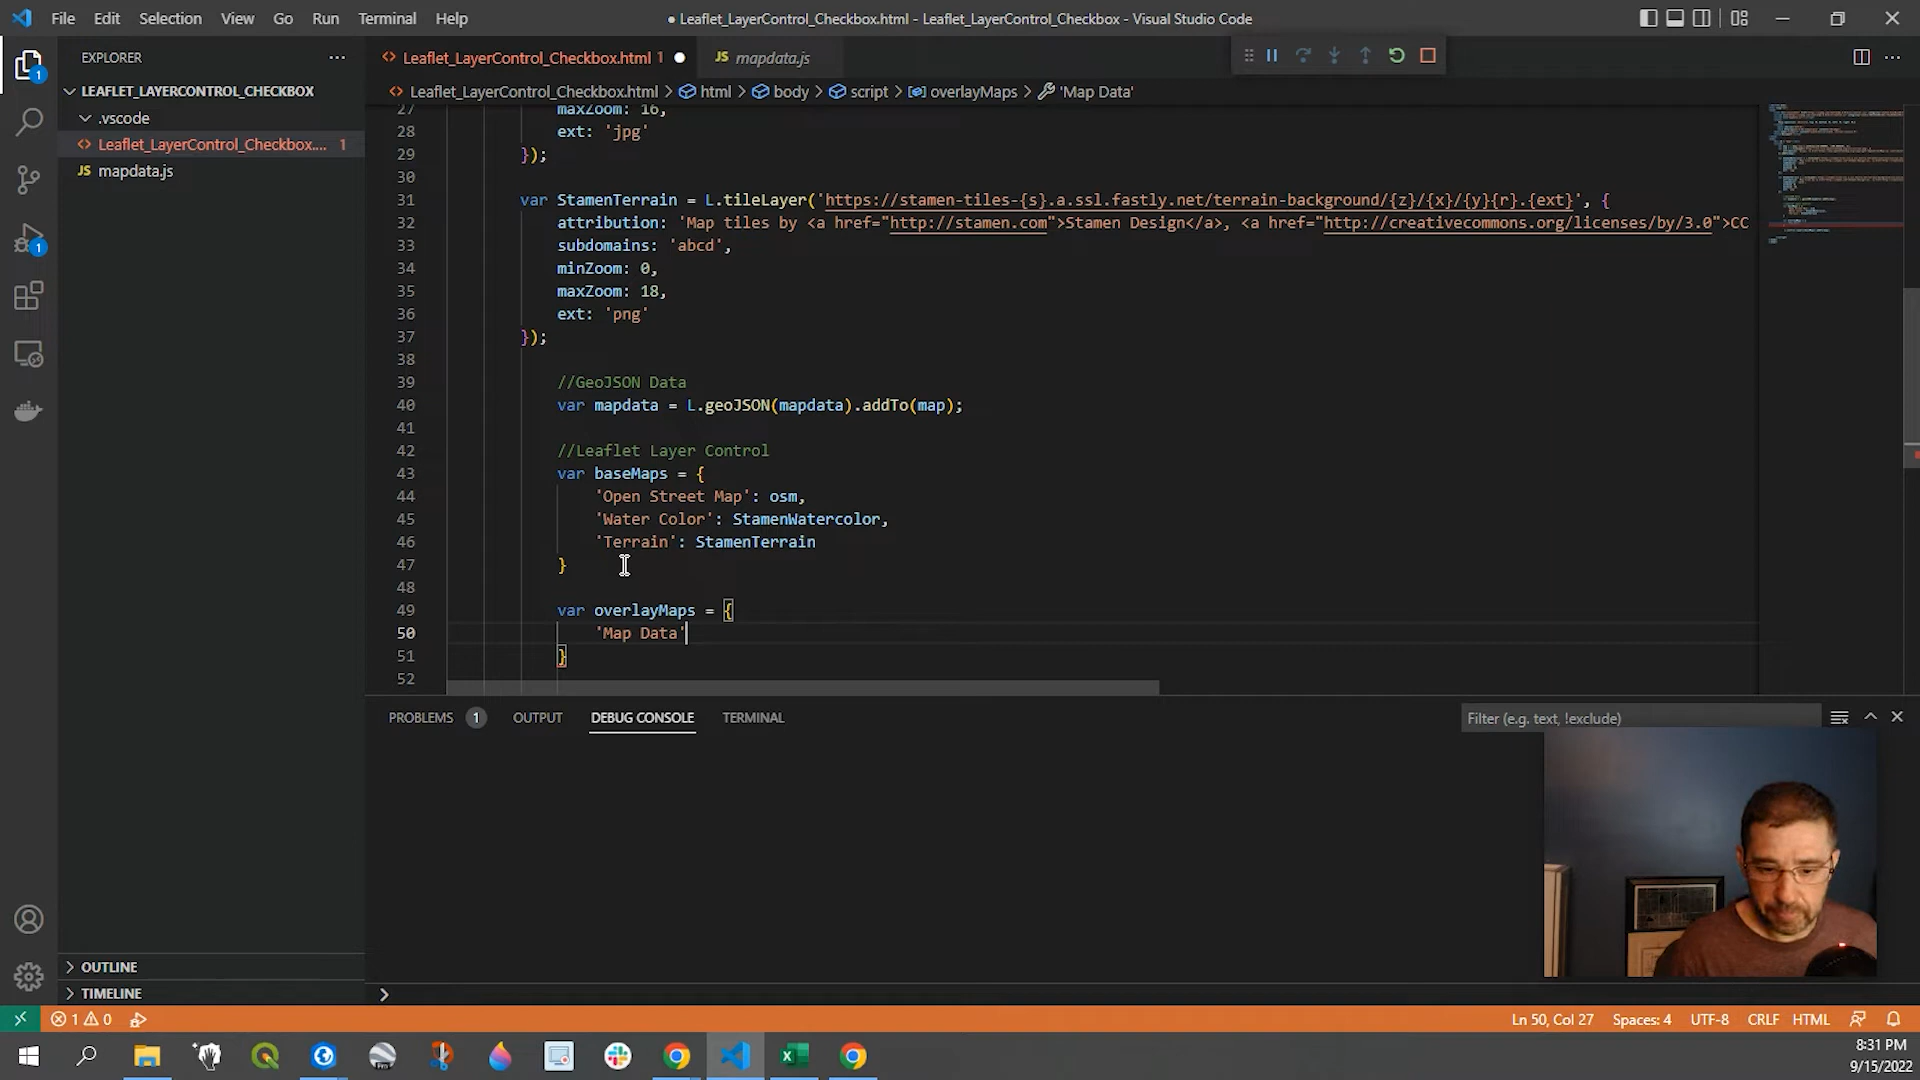 File Edit Selection View Go Run Terminal Help
● Leaflet_LayerControl_Checkbox.html - Leaflet_LayerControl_Checkbox - Visual Studio Code
EXPLORER
Leaflet_LayerControl_Checkbox.html 1
JS mapdata.js
LEAFLET_LAYERCONTROL_CHECKBOX
Leaflet_LayerControl_Checkbox.html > html > body > script > overlayMaps > 'Map Data'
.vscode
Leaflet_LayerControl_Checkbox.... 1
JS mapdata.js
27 maxZoom: 16,
28 ext: 'jpg'
29 });
30
31 var StamenTerrain = L.tileLayer('https://stamen-tiles-{s}.a.ssl.fastly.net/terrain-background/{z}/{x}/{y}{r}.{ext}', {
32 attribution: 'Map tiles by <a href="http://stamen.com">Stamen Design</a>, <a href="http://creativecommons.org/licenses/by/3.0">CC
33 subdomains: 'abcd',
34 minZoom: 0,
35 maxZoom: 18,
36 ext: 'png'
37 });
38
39 //GeoJSON Data
40 var mapdata = L.geoJSON(mapdata).addTo(map);
41
42 //Leaflet Layer Control
43 var baseMaps = {
44 'Open Street Map': osm,
45 'Water Color': StamenWatercolor,
46 'Terrain': StamenTerrain
47 }
48
49 var overlayMaps = {
50 'Map Data'
51 }
52
PROBLEMS 1 OUTPUT DEBUG CONSOLE TERMINAL
Filter (e.g. text, !exclude)
OUTLINE
TIMELINE
1 0
Ln 50, Col 27 Spaces: 4 UTF-8 CRLF HTML
8:31 PM
9/15/2022